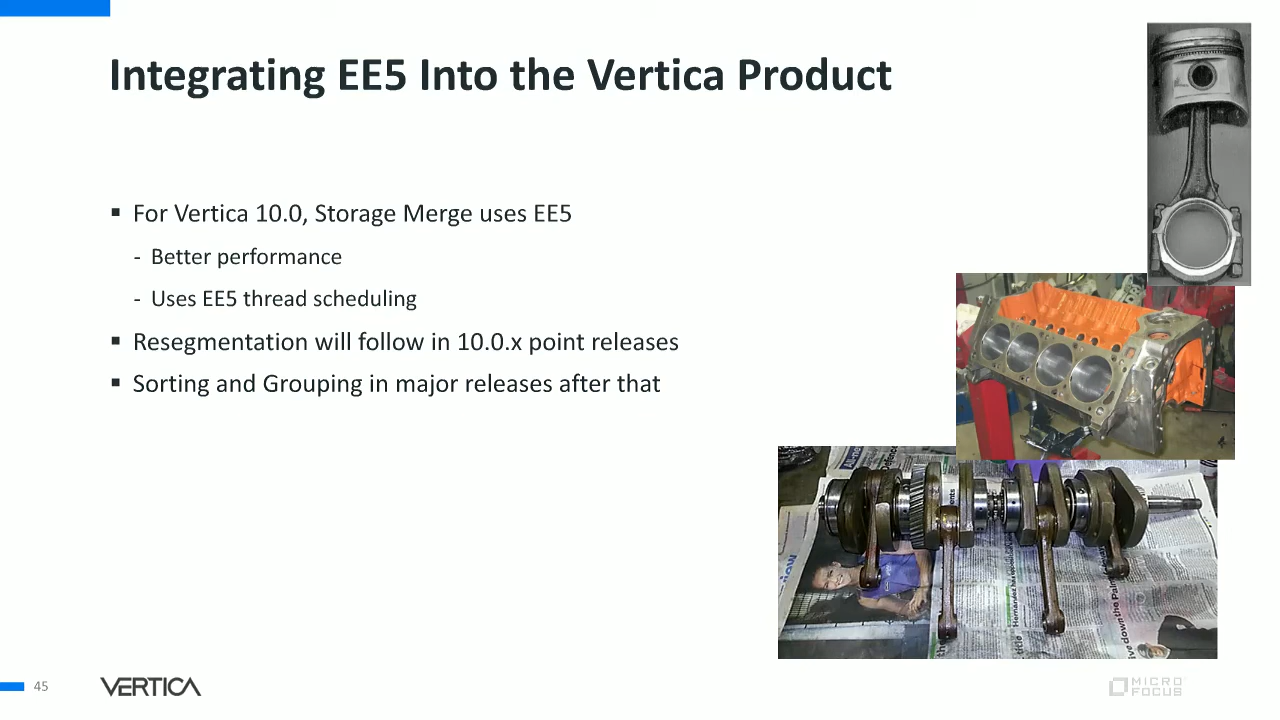 Integrating EE5 Into the Vertica Product
▪ For Vertica 10.0, Storage Merge uses EE5
- Better performance
- Uses EE5 thread scheduling
▪ Resegmentation will follow in 10.0.x point releases
▪ Sorting and Grouping in major releases after that
45
VERTICA
MICRO
FOCUS